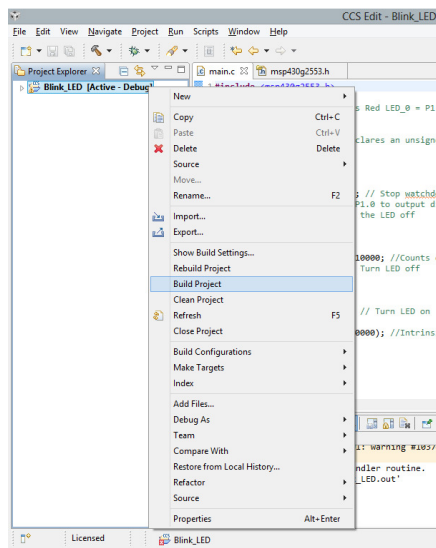 CCS Edit - Blink_LED
File Edit View Navigate Project Run Scripts Window Help
Project Explorer
main.c
msp430g2553.h
Blink_LED [Active - Debug]
#include <msp430g2553.h>
New
s Red LED_0 = P1
Copy Ctrl+C
Paste Ctrl+V
clares an unsign
Delete Delete
Source
Move...
Rename... F2
; // Stop watchd
P1.0 to output d
Import...
the LED off
Export...
Show Build Settings...
10000; //Counts
Rebuild Project
Turn LED off
Build Project
Clean Project
Refresh F5
// Turn LED on
Close Project
0000); //Intrins
Build Configurations
Make Targets
Index
Add Files...
Debug As
Team
1: warning #1037
Compare With
Restore from Local History...
ndler routine.
Refactor
_LED.out'
Source
Properties Alt+Enter
Licensed
Blink_LED